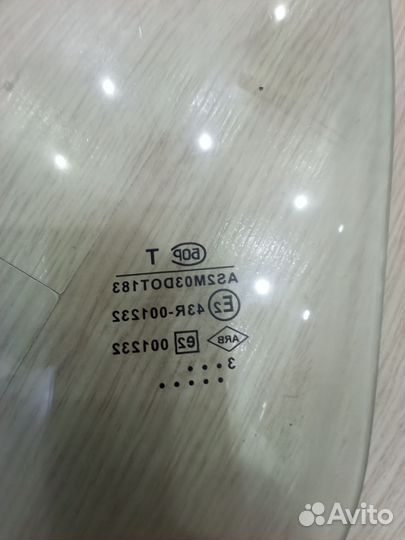 БОР T
AS2M03DOT183
E2 43R-001232
ARB e2 001232
3
Avito